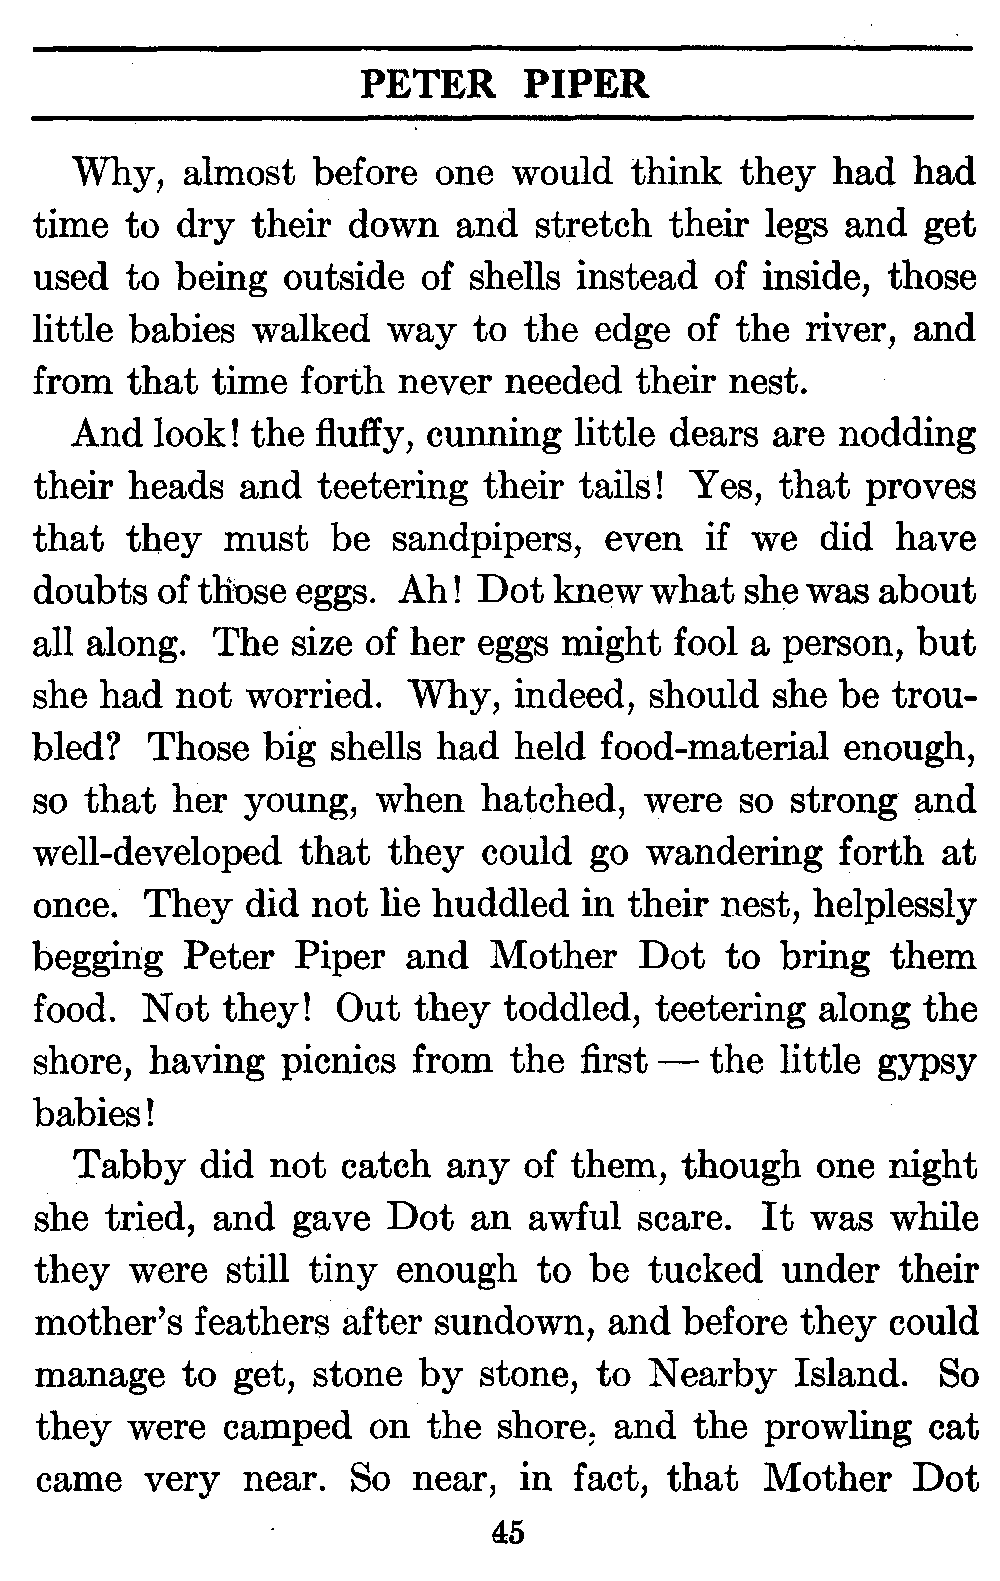 PETER PIPER
Why, almost before one would think they had had
time to dry their down and stretch their legs and get
used to being outside of shells instead of inside, those
little babies walked way to the edge of the river, and
from that time forth never needed their nest.
And look! the fluffy, cunning little dears are nodding
their heads and teetering their tails! Yes, that proves
that they must be sandpipers, even if we did have
doubts of those eggs. Ah! Dot knew what she was about
all along. The size of her eggs might fool a person, but
she had not worried. Why, indeed, should she be trou-
bled? Those big shells had held food-material enough,
so that her young, when hatched, were so strong and
well-developed that they could go wandering forth at
once. They did not lie huddled in their nest, helplessly
begging Peter Piper and Mother Dot to bring them
food. Not they! Out they toddled, teetering along the
shore, having picnics from the first — the little gypsy
babies!
Tabby did not catch any of them, though one night
she tried, and gave Dot an awful scare. It was while
they were still tiny enough to be tucked under their
mother's feathers after sundown, and before they could
manage to get, stone by stone, to Nearby Island. So
they were camped on the shore, and the prowling cat
came very near. So near, in fact, that Mother Dot
45